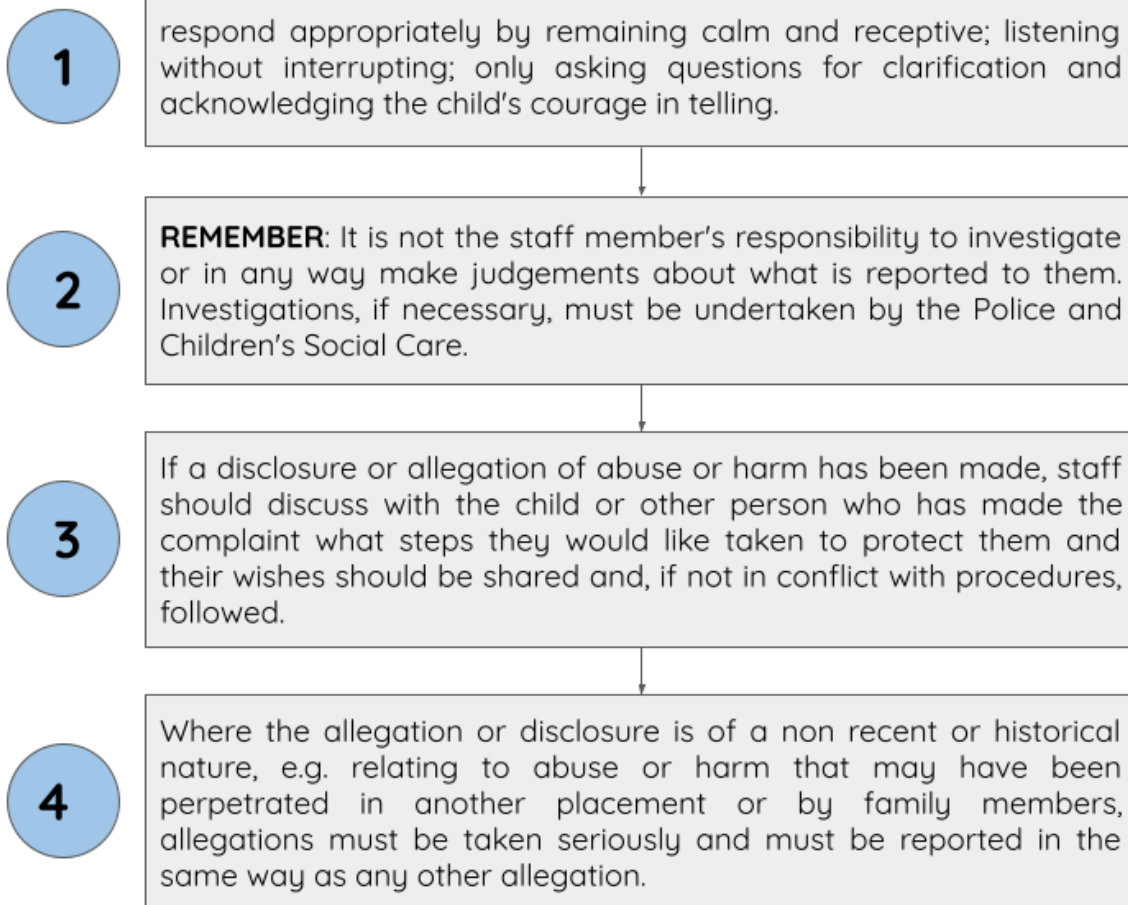 1
respond appropriately by remaining calm and receptive; listening
without interrupting; only asking questions for clarification and
acknowledging the child's courage in telling.
2
REMEMBER: It is not the staff member's responsibility to investigate
or in any way make judgements about what is reported to them.
Investigations, if necessary, must be undertaken by the Police and
Children's Social Care.
3
If a disclosure or allegation of abuse or harm has been made, staff
should discuss with the child or other person who has made the
complaint what steps they would like taken to protect them and
their wishes should be shared and, if not in conflict with procedures,
followed.
4
Where the allegation or disclosure is of a non recent or historical
nature, e.g. relating to abuse or harm that may have been
perpetrated in another placement or by family members,
allegations must be taken seriously and must be reported in the
same way as any other allegation.